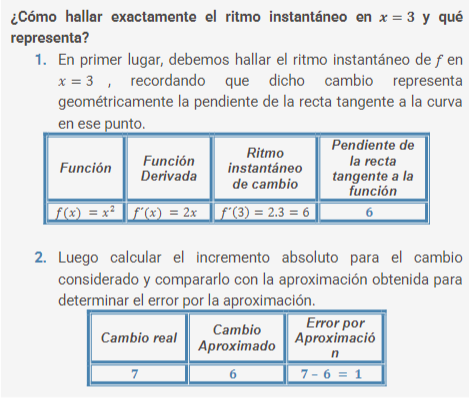 ¿Cómo hallar exactamente el ritmo instantáneo en x = 3 y qué
representa?
1. En primer lugar, debemos hallar el ritmo instantáneo de f en
x = 3 , recordando que dicho cambio representa
geométricamente la pendiente de la recta tangente a la curva
en ese punto.
Función | Función Derivada | Ritmo instantáneo de cambio | Pendiente de la recta tangente a la función
f(x) = x² | f´(x) = 2x | f´(3) = 2.3 = 6 | 6
2. Luego calcular el incremento absoluto para el cambio
considerado y compararlo con la aproximación obtenida para
determinar el error por la aproximación.
Cambio real | Cambio Aproximado | Error por Aproximació n
7 | 6 | 7 − 6 = 1